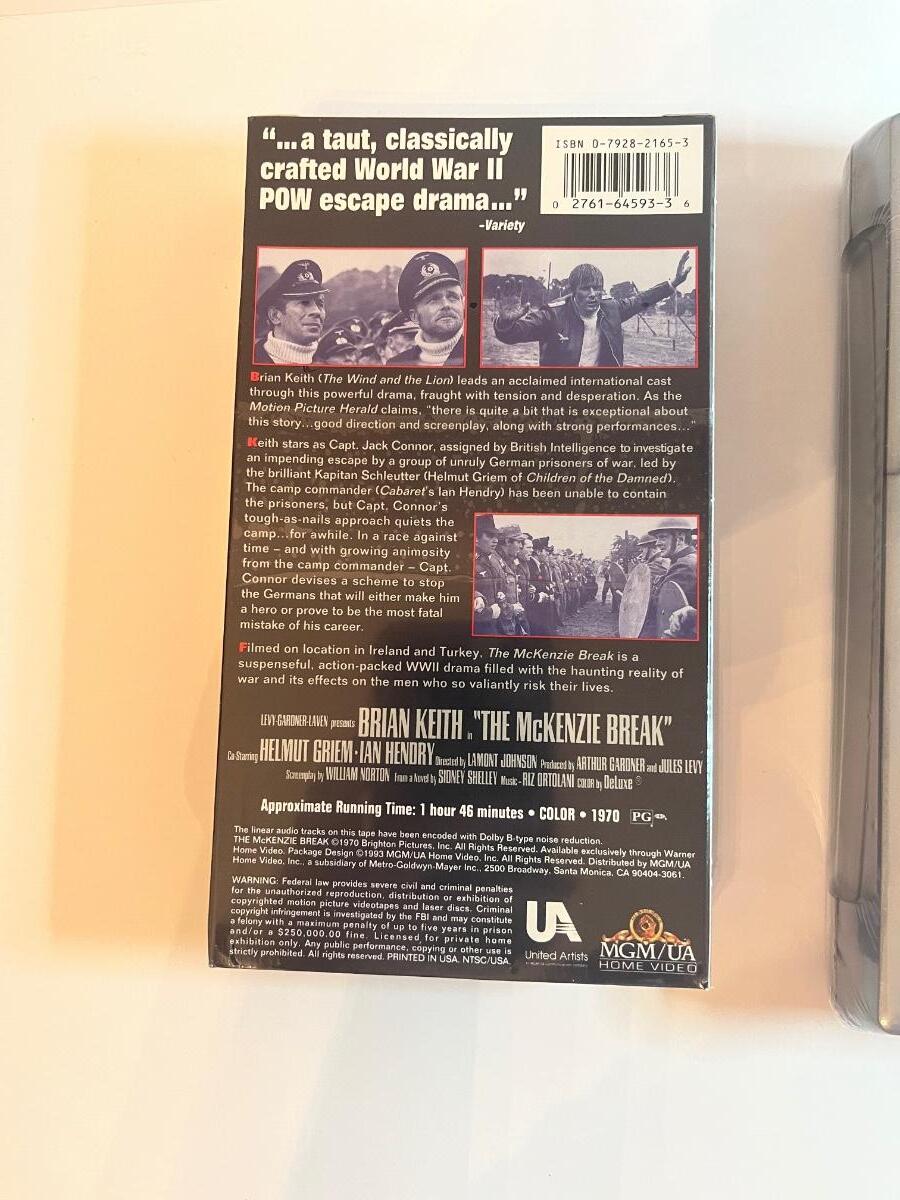 “...a taut, classically
crafted World War II
POW escape drama...”
-Variety
ISBN 0-7928-2165-3
0 2761-64593-3 6
Brian Keith (The Wind and the Lion) leads an acclaimed international cast
through this powerful drama, fraught with tension and desperation. As the
Motion Picture Herald claims, “there is quite a bit that is exceptional about
this story...good direction and screenplay, along with strong performances...”
Keith stars as Capt. Jack Connor, assigned by British Intelligence to investigate
an impending escape by a group of unruly German prisoners of war, led by
the brilliant Kapitan Schleutter (Helmut Griem of Children of the Damned).
The camp commander (Cabaret's Ian Hendry) has been unable to contain
the prisoners, but Capt. Connor's
tough-as-nails approach quiets the
camp...for awhile. In a race against
time – and with growing animosity
from the camp commander – Capt.
Connor devises a scheme to stop
the Germans that will either make him
a hero or prove to be the most fatal
mistake of his career.
Filmed on location in Ireland and Turkey, The McKenzie Break is a
suspenseful, action-packed WWII drama filled with the haunting reality of
war and its effects on the men who so valiantly risk their lives.
LEVY-GARDNER-LAVEN presents BRIAN KEITH in "THE McKENZIE BREAK"
Co-Starring HELMUT GRIEM · IAN HENDRY Directed by LAMONT JOHNSON Produced by ARTHUR GARDNER and JULES LEVY
Screenplay by WILLIAM NORTON From a Novel by SIDNEY SHELLEY Music - RIZ ORTOLANI COLOR by DeLuxe ®
Approximate Running Time: 1 hour 46 minutes • COLOR • 1970 PG
The linear audio tracks on this tape have been encoded with Dolby B-type noise reduction.
THE McKENZIE BREAK ©1970 Brighton Pictures, Inc. All Rights Reserved. Available exclusively through Warner
Home Video. Package Design ©1993 MGM/UA Home Video, Inc. All Rights Reserved. Distributed by MGM/UA
Home Video, Inc., a subsidiary of Metro-Goldwyn-Mayer Inc., 2500 Broadway, Santa Monica, CA 90404-3061.
WARNING: Federal law provides severe civil and criminal penalties
for the unauthorized reproduction, distribution or exhibition of
copyrighted motion picture videotapes and laser discs. Criminal
copyright infringement is investigated by the FBI and may constitute
a felony with a maximum penalty of up to five years in prison
and/or a $250,000.00 fine. Licensed for private home
exhibition only. Any public performance, copying or other use is
strictly prohibited. All rights reserved. PRINTED IN USA. NTSC/USA.
UA
United Artists
MGM/UA
HOME VIDEO